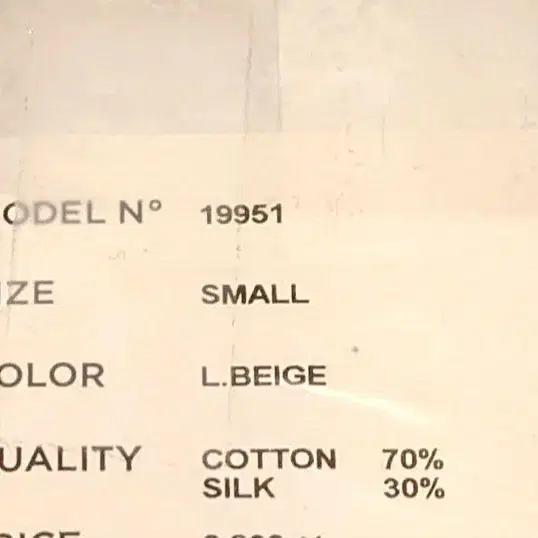 ODEL N° 19951
IZE SMALL
OLOR L.BEIGE
UALITY COTTON 70%
SILK 30%